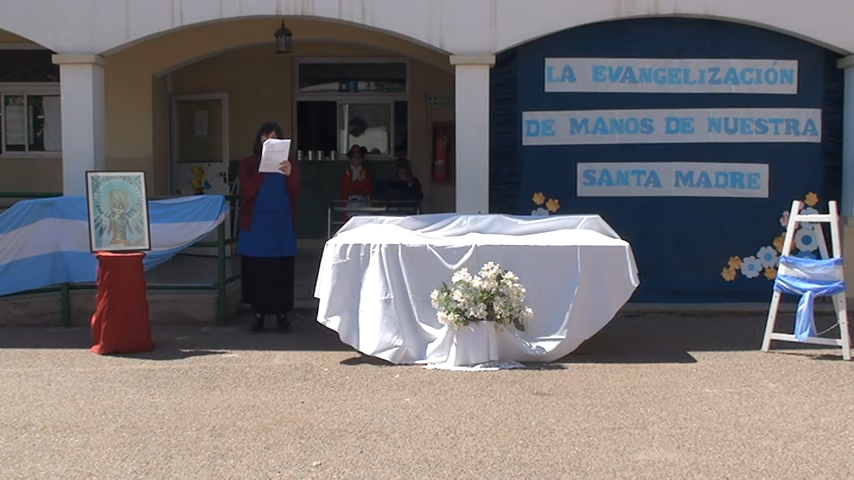 LA EVANGELIZACIÓN
DE MANOS DE NUESTRA
SANTA MADRE